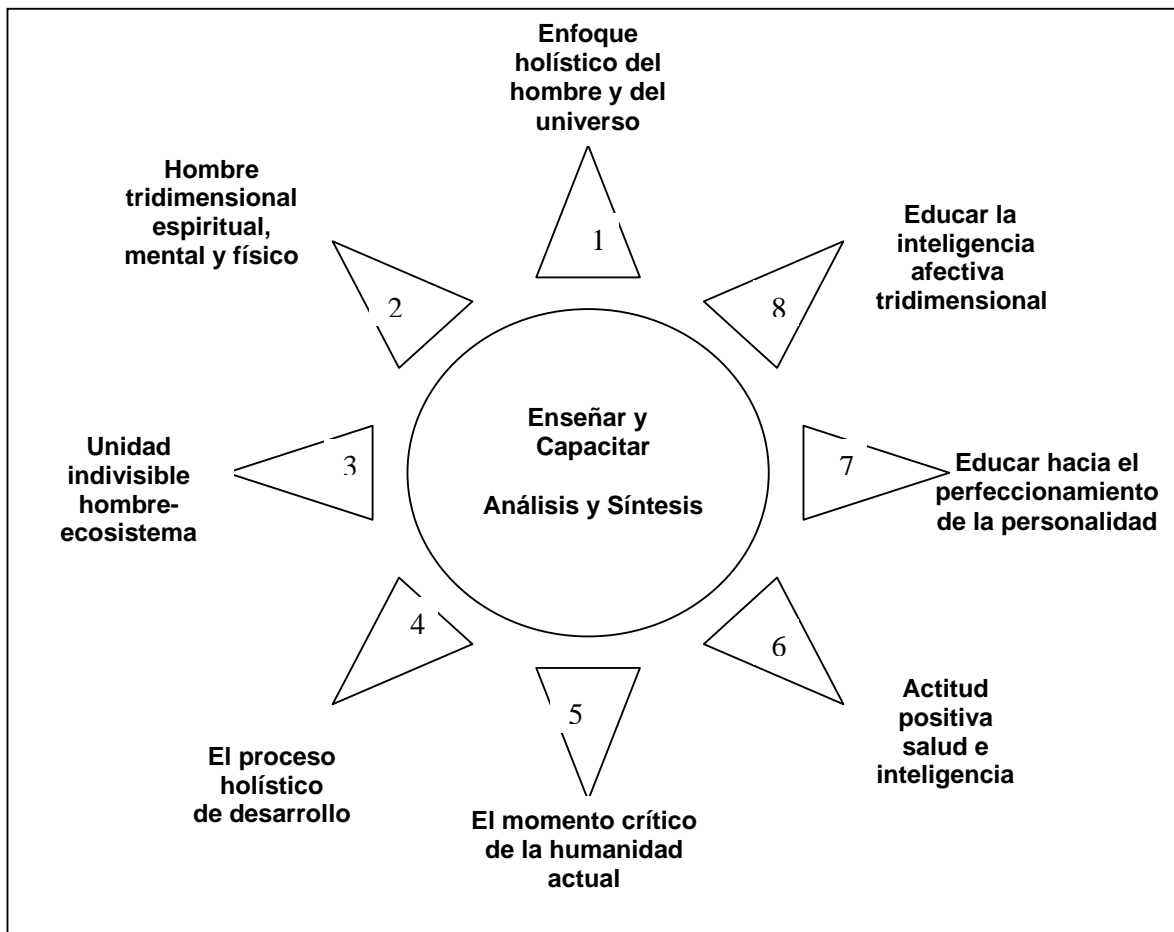 Enfoque
holístico del
hombre y del
universo
1
Hombre
tridimensional
espiritual,
mental y físico
2
Unidad
indivisible
hombre-
ecosistema
3
El proceso
holístico
de desarrollo
4
El momento crítico
de la humanidad
actual
5
Actitud
positiva
salud e
inteligencia
6
Educar hacia el
perfeccionamiento
de la personalidad
7
Educar la
inteligencia
afectiva
tridimensional
8
Enseñar y
Capacitar
Análisis y Síntesis